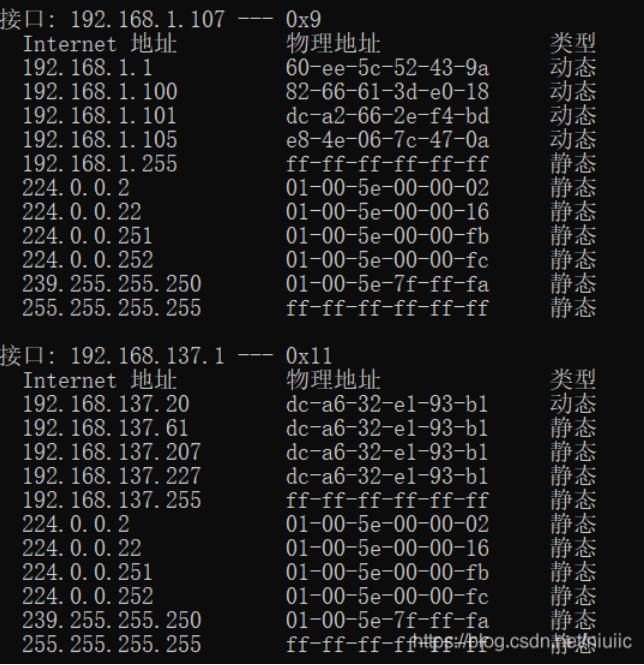 接口: 192.168.1.107 --- 0x9
Internet 地址 物理地址 类型
192.168.1.1 60-ee-5c-52-43-9a 动态
192.168.1.100 82-66-61-3d-e0-18 动态
192.168.1.101 dc-a2-66-2e-f4-bd 动态
192.168.1.105 e8-4e-06-7c-47-0a 动态
192.168.1.255 ff-ff-ff-ff-ff-ff 静态
224.0.0.2 01-00-5e-00-00-02 静态
224.0.0.22 01-00-5e-00-00-16 静态
224.0.0.251 01-00-5e-00-00-fb 静态
224.0.0.252 01-00-5e-00-00-fc 静态
239.255.255.250 01-00-5e-7f-ff-fa 静态
255.255.255.255 ff-ff-ff-ff-ff-ff 静态
接口: 192.168.137.1 --- 0x11
Internet 地址 物理地址 类型
192.168.137.20 dc-a6-32-e1-93-b1 动态
192.168.137.61 dc-a6-32-e1-93-b1 静态
192.168.137.207 dc-a6-32-e1-93-b1 静态
192.168.137.227 dc-a6-32-e1-93-b1 静态
192.168.137.255 ff-ff-ff-ff-ff-ff 静态
224.0.0.2 01-00-5e-00-00-02 静态
224.0.0.22 01-00-5e-00-00-16 静态
224.0.0.251 01-00-5e-00-00-fb 静态
224.0.0.252 01-00-5e-00-00-fc 静态
239.255.255.250 01-00-5e-7f-ff-fa 静态
255.255.255.255 ff-ff-ff-ff-ff-ff 静态
https://blog.csdn.net/niuiic